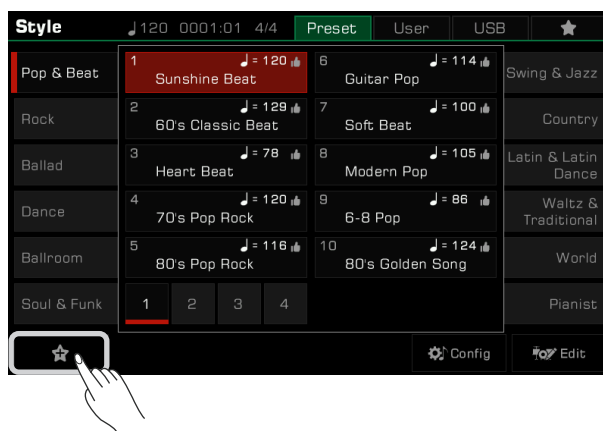 Style
120 0001:01 4/4
Preset
User
USB
Pop & Beat
Rock
Ballad
Dance
Ballroom
Soul & Funk
1 = 120
Sunshine Beat
2 = 129
60's Classic Beat
3 = 78
Heart Beat
4 = 120
70's Pop Rock
5 = 116
80's Pop Rock
6 = 114
Guitar Pop
7 = 100
Soft Beat
8 = 105
Modern Pop
9 = 86
6-8 Pop
10 = 124
80's Golden Song
1 2 3 4
Swing & Jazz
Country
Latin & Latin
Dance
Waltz &
Traditional
World
Pianist
Config
Edit